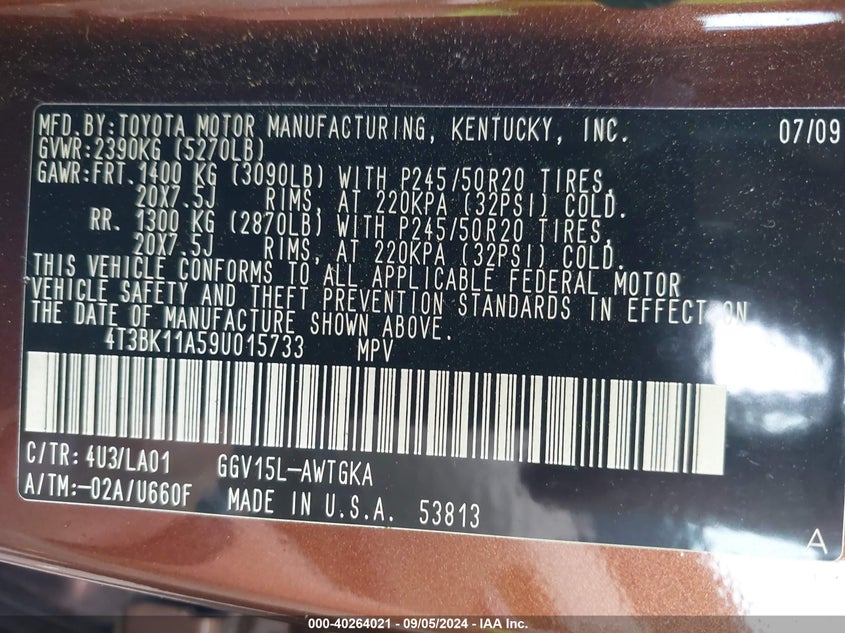 MFD.BY:TOYOTA MOTOR MANUFACTURING, KENTUCKY, INC. 07/09
GVWR:2390KG (5270LB)
GAWR:FRT.1400 KG (3090LB) WITH P245/50R20 TIRES,
20X7.5J RIMS, AT 220KPA (32PSI) COLD.
RR. 1300 KG (2870LB) WITH P245/50R20 TIRES,
20X7.5J RIMS, AT 220KPA (32PSI) COLD.
THIS VEHICLE CONFORMS TO ALL APPLICABLE FEDERAL MOTOR
VEHICLE SAFETY AND THEFT PREVENTION STANDARDS IN EFFECT ON
THE DATE OF MANUFACTURE SHOWN ABOVE.
4T3BK11A59U015733 MPV
C/TR:4U3/LA01 GGV15L-AWTGKA
A/TM:-02A/U660F MADE IN U.S.A. 53813
A
000-40264021 - 09/05/2024 - IAA Inc.